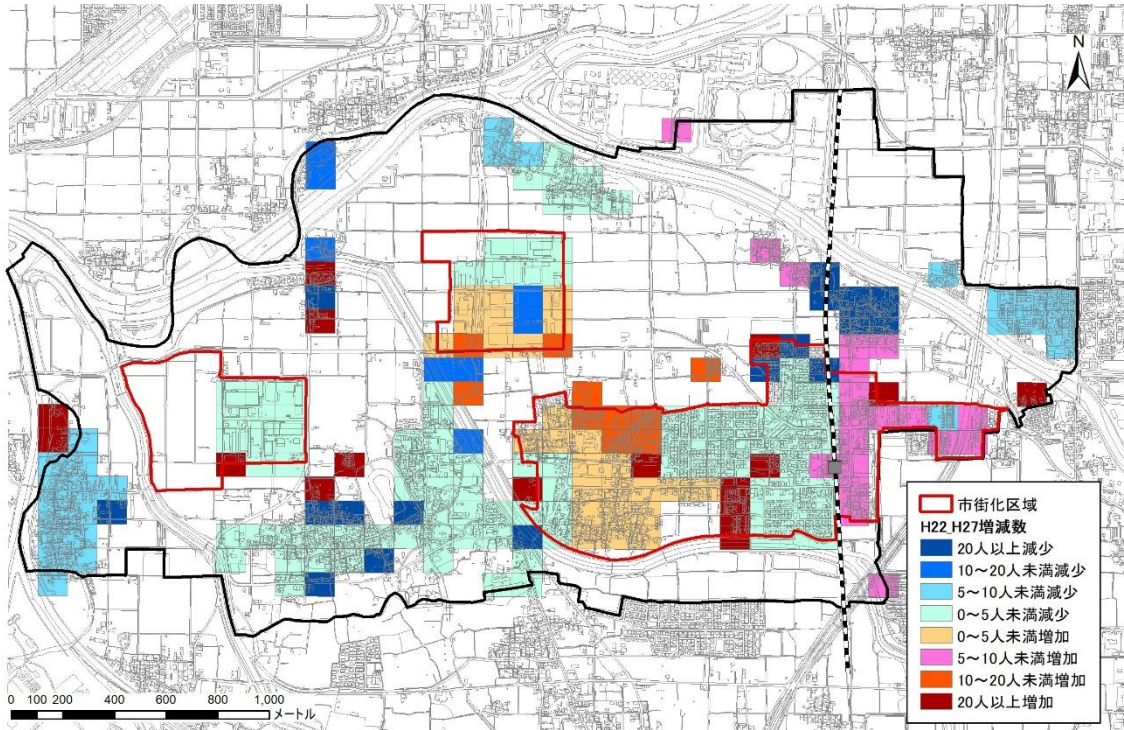 N
市街化区域
H22_H27増減数
20人以上減少
10～20人未満減少
5～10人未満減少
0～5人未満減少
0～5人未満増加
5～10人未満増加
10～20人未満増加
20人以上増加
0 100 200 400 600 800 1,000
メートル